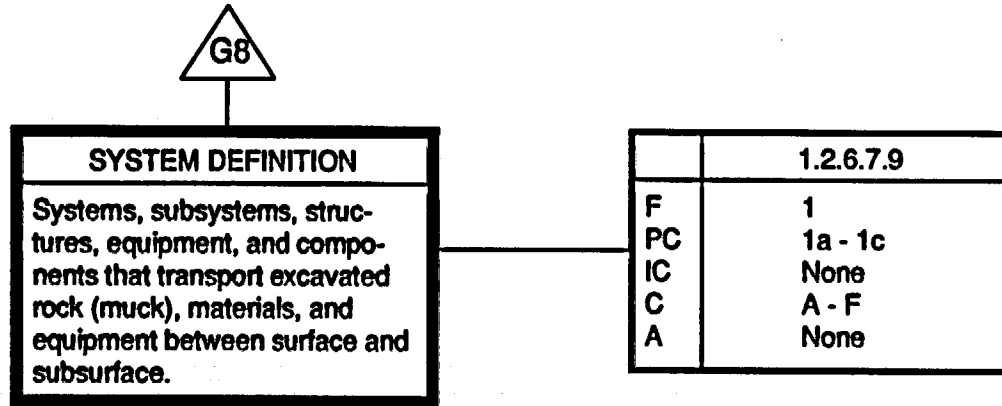 G8
SYSTEM DEFINITION
Systems, subsystems, struc-
tures, equipment, and compo-
nents that transport excavated
rock (muck), materials, and
equipment between surface and
subsurface.
1.2.6.7.9
F 1
PC 1a - 1c
IC None
C A - F
A None